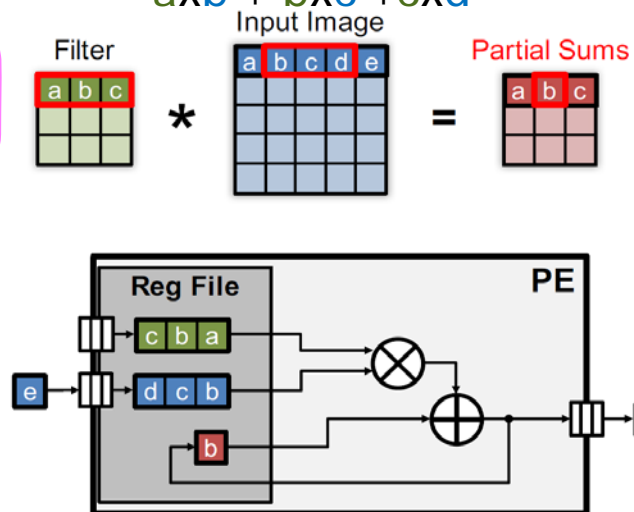 a×b + b×c +c×d
Input Image
Filter
Partial Sums
a b c
a b c d e
a b c
*
=
Reg File
PE
c b a
e
d c b
b